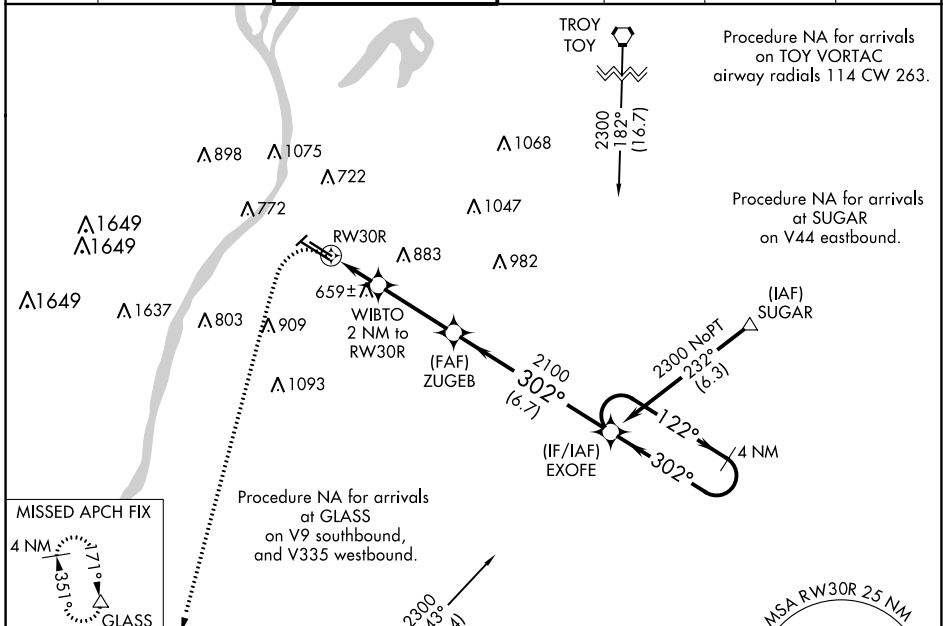 TROY
TOY
Procedure NA for arrivals
on TOY VORTAC
airway radials 114 CW 263.
2300
182°
(16.7)
898
1075
722
1068
772
1047
1649
1649
Procedure NA for arrivals
at SUGAR
on V44 eastbound.
RW30R
883
982
659±
1649
1637
803
909
WIBTO
2 NM to
RW30R
(IAF)
SUGAR
(FAF)
ZUGEB
2300 NoPT
232°
(6.3)
2100
302°
(6.7)
1093
122°
(IF/IAF)
EXOFE
302°
4 NM
Procedure NA for arrivals
at GLASS
on V9 southbound,
and V335 westbound.
MISSED APCH FIX
4 NM
171°
351°
GLASS
2300
MSA RW30R 25 NM